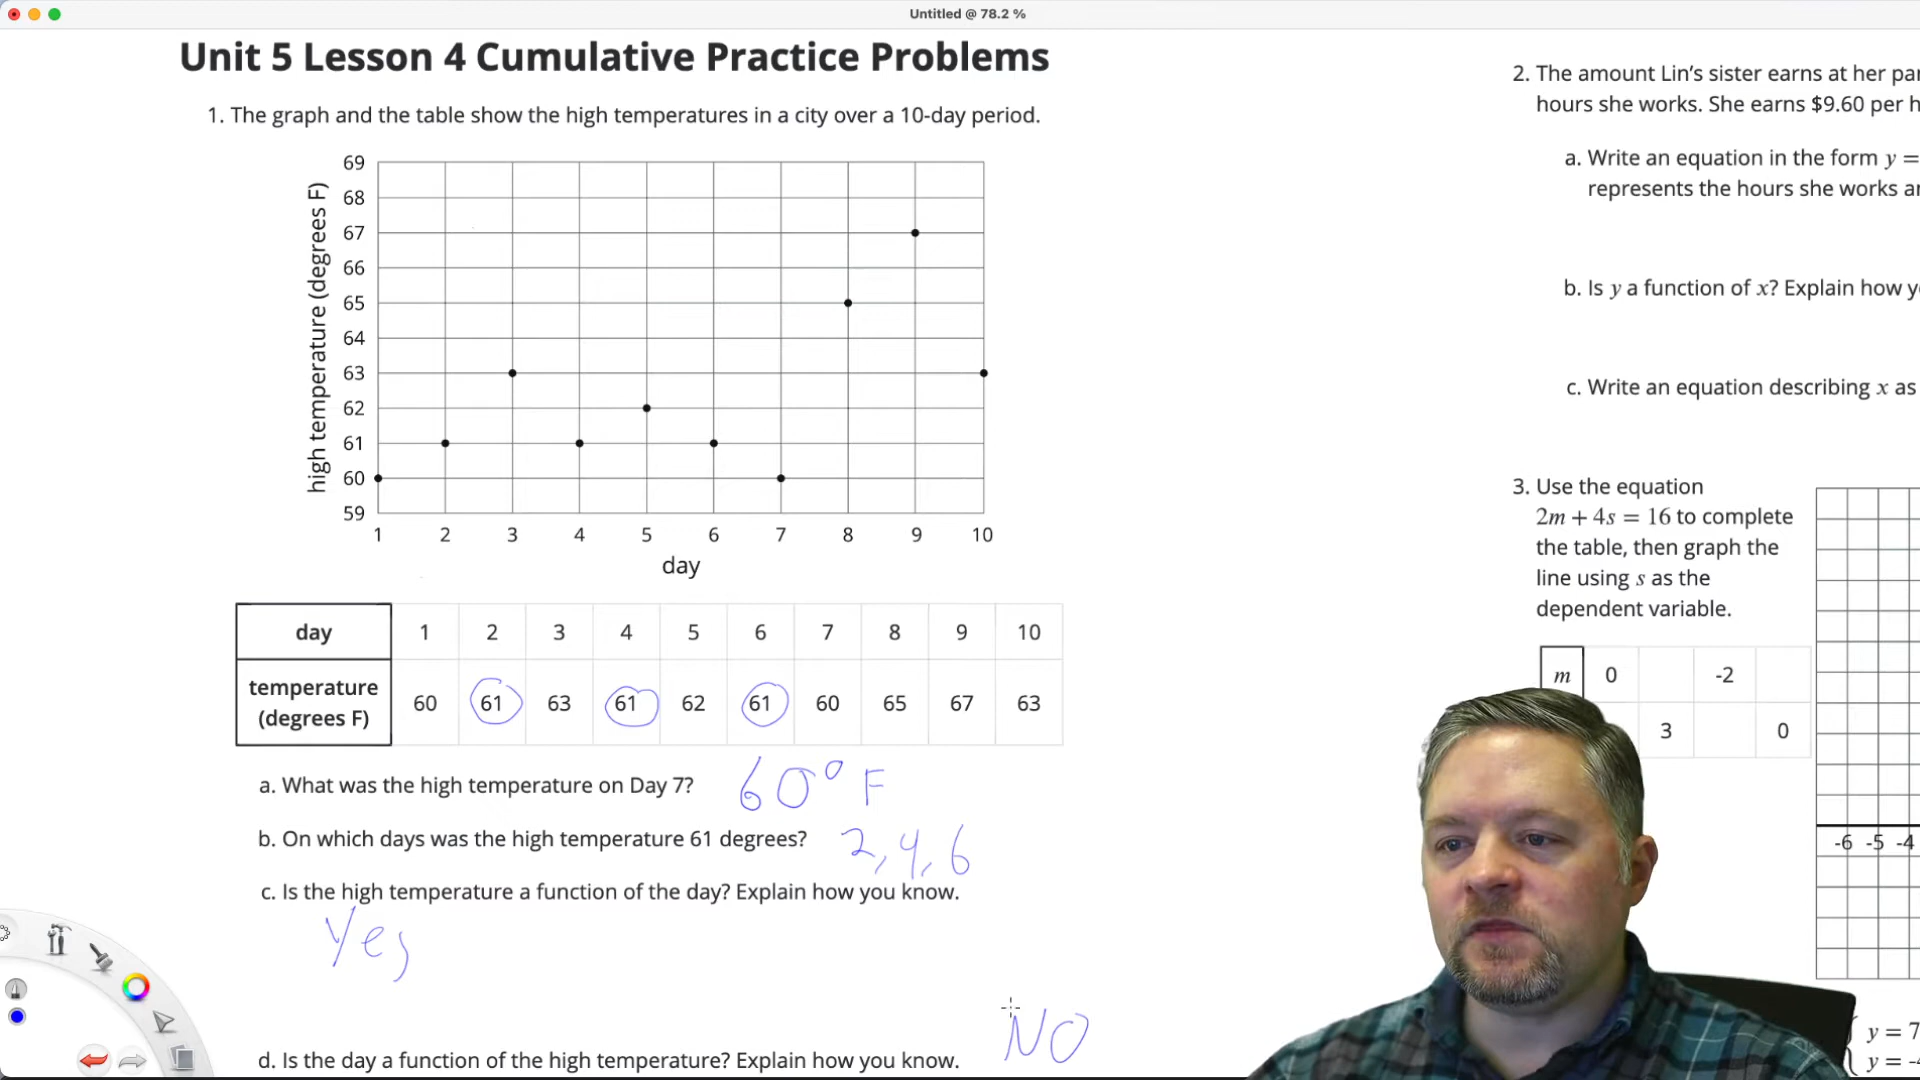 Untitled @ 78.2 %
Unit 5 Lesson 4 Cumulative Practice Problems
1. The graph and the table show the high temperatures in a city over a 10-day period.
69
68
67
66
65
64
63
62
61
60
59
high temperature (degrees F)
1 2 3 4 5 6 7 8 9 10
day
day 1 2 3 4 5 6 7 8 9 10
temperature (degrees F) 60 61 63 61 62 61 60 65 67 63
a. What was the high temperature on Day 7? 60° F
b. On which days was the high temperature 61 degrees? 2, 4, 6
c. Is the high temperature a function of the day? Explain how you know.
Yes
d. Is the day a function of the high temperature? Explain how you know. NO
2. The amount Lin's sister earns at her
hours she works. She earns $9.60 per
a. Write an equation in the form y =
represents the hours she works
b. Is y a function of x? Explain how
c. Write an equation describing x as
3. Use the equation
2m + 4s = 16 to complete
the table, then graph the
line using s as the
dependent variable.
m 0 -2
3 0
-6 -5 -4
y = 7
y = -